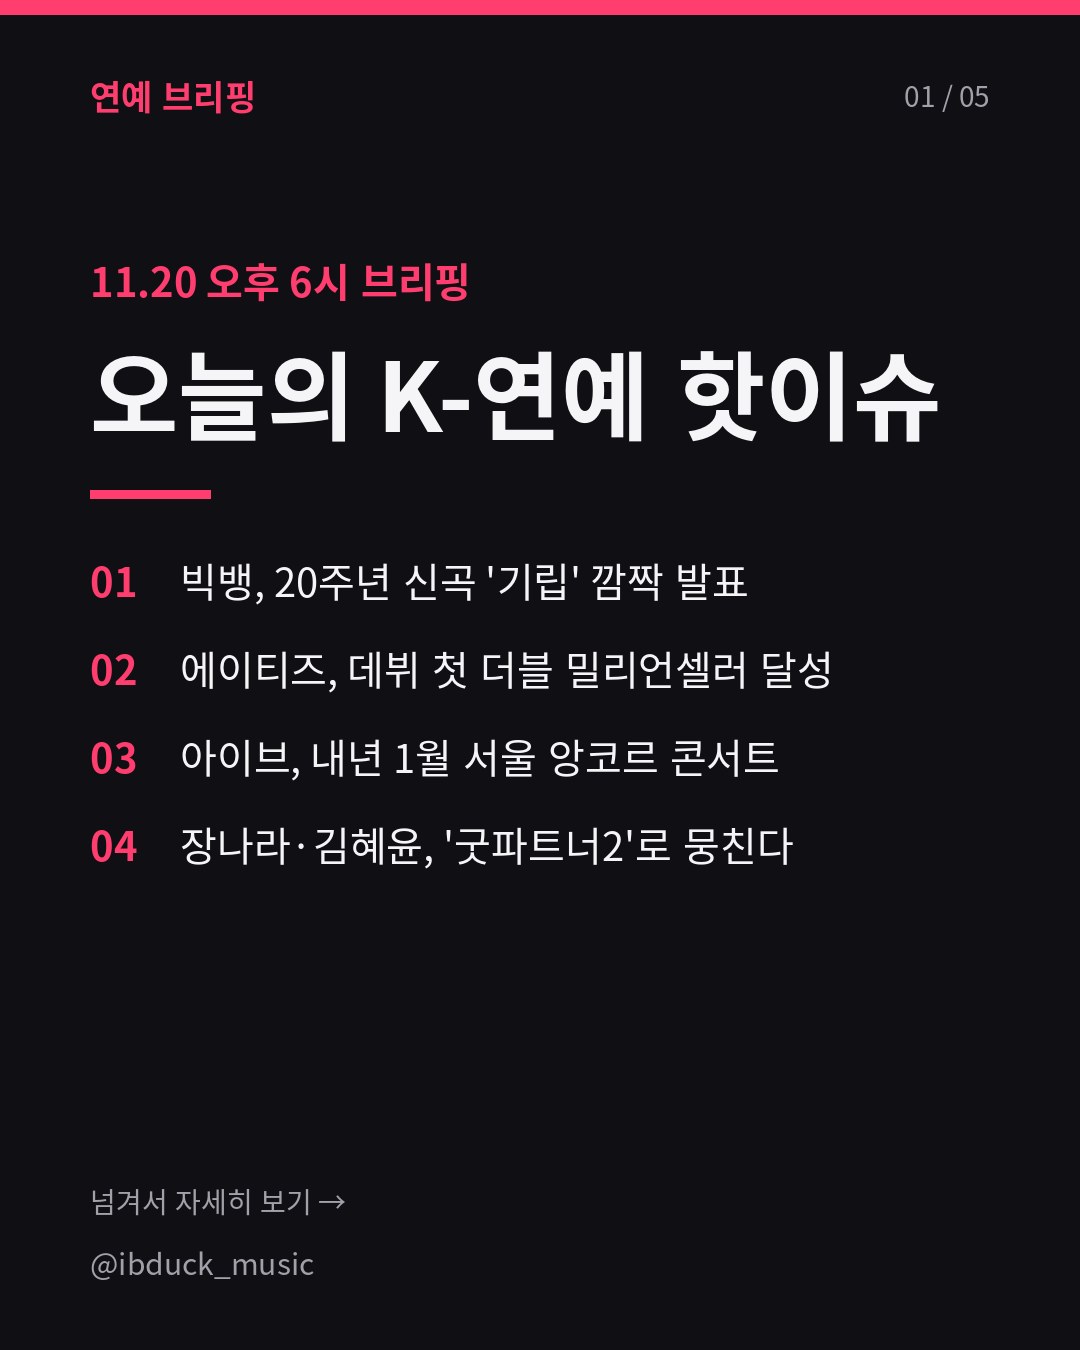 연예 브리핑
01 / 05
11.20 오후 6시 브리핑
오늘의 K-연예 핫이슈
01 빅뱅, 20주년 신곡 '기립' 깜짝 발표
02 에이티즈, 데뷔 첫 더블 밀리언셀러 달성
03 아이브, 내년 1월 서울 앙코르 콘서트
04 장나라·김혜윤, '굿파트너2'로 뭉친다
넘겨서 자세히 보기 →
@ibduck_music